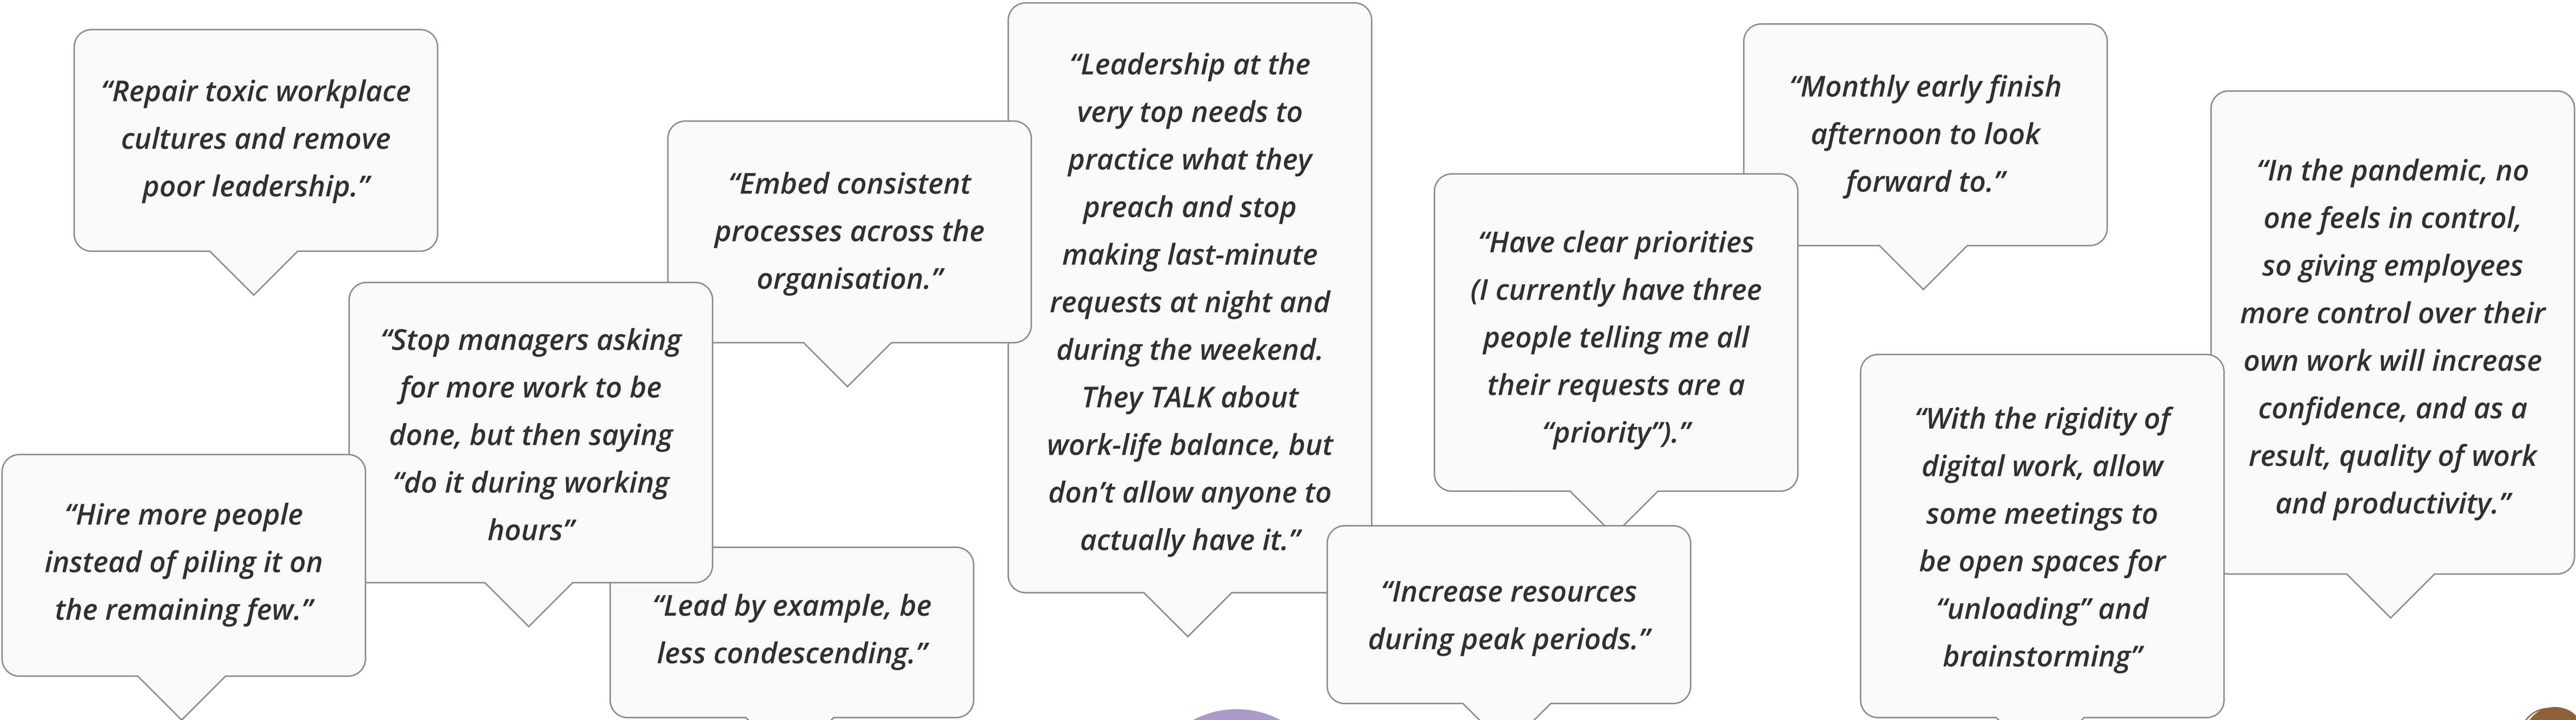 “Repair toxic workplace
cultures and remove
poor leadership.”
“Hire more people
instead of piling it on
the remaining few.”
“Stop managers asking
for more work to be
done, but then saying
“do it during working
hours”
“Embed consistent
processes across the
organisation.”
“Lead by example, be
less condescending.”
“Leadership at the
very top needs to
practice what they
preach and stop
making last-minute
requests at night and
during the weekend.
They TALK about
work-life balance, but
don’t allow anyone to
actually have it.”
“Have clear priorities
(I currently have three
people telling me all
their requests are a
“priority”).”
“Increase resources
during peak periods.”
“Monthly early finish
afternoon to look
forward to.”
“With the rigidity of
digital work, allow
some meetings to
be open spaces for
“unloading” and
brainstorming”
“In the pandemic, no
one feels in control,
so giving employees
more control over their
own work will increase
confidence, and as a
result, quality of work
and productivity.”